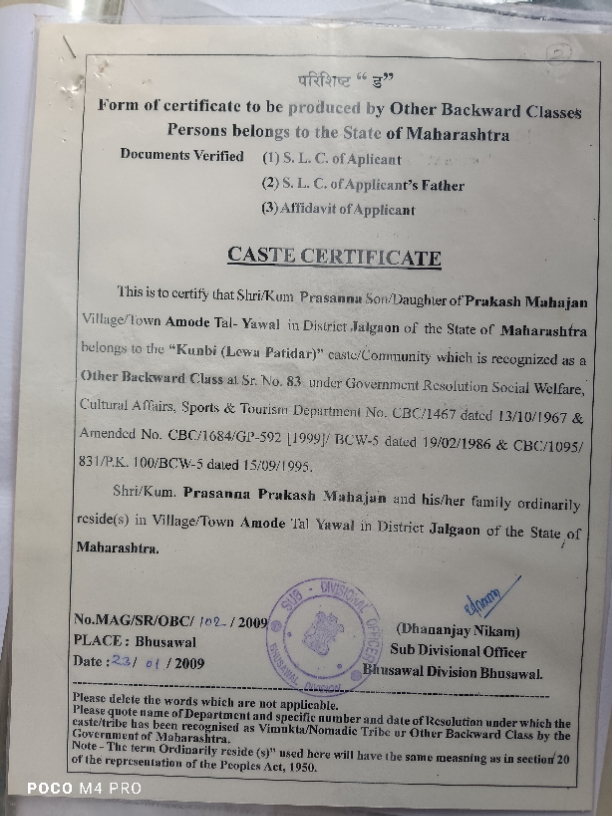 परिशिष्ट “ड”
Form of certificate to be produced by Other Backward Classes
Persons belongs to the State of Maharashtra
Documents Verified (1) S. L. C. of Aplicant
(2) S. L. C. of Applicant's Father
(3) Affidavit of Applicant
CASTE CERTIFICATE
This is to certify that Shri/Kum Prasanna Son/Daughter of Prakash Mahajan
Village/Town Amode Tal- Yawal in District Jalgaon of the State of Maharashtra
belongs to the “Kunbi (Lewa Patidar)” caste/Community which is recognized as a
Other Backward Class at Sr. No. 83 under Government Resolution Social Welfare,
Cultural Affairs, Sports & Tourism Department No. CBC/1467 dated 13/10/1967 &
Amended No. CBC/1684/GP-592 [1999]/ BCW-5 dated 19/02/1986 & CBC/1095/
831/P.K. 100/BCW-5 dated 15/09/1995.
Shri/Kum. Prasanna Prakash Mahajan and his/her family ordinarily
reside(s) in Village/Town Amode Tal Yawal in District Jalgaon of the State of
Maharashtra.
No.MAG/SR/OBC/ 102 / 2009
PLACE : Bhusawal
Date : 23/ 01 / 2009
SUB - DIVISIONAL OFFICER
BHUSAWAL DIVISION
(Dhananjay Nikam)
Sub Divisional Officer
Bhusawal Division Bhusawal.
Please delete the words which are not applicable.
Please quote name of Department and specific number and date of Resolution under which the
caste/tribe has been recognised as Vimukta/Nomadic Tribe or Other Backward Class by the
Government of Maharashtra.
Note - The term Ordinarily reside (s)” used here will have the same meaning as in section 20
of the representation of the Peoples Act, 1950.
POCO M4 PRO